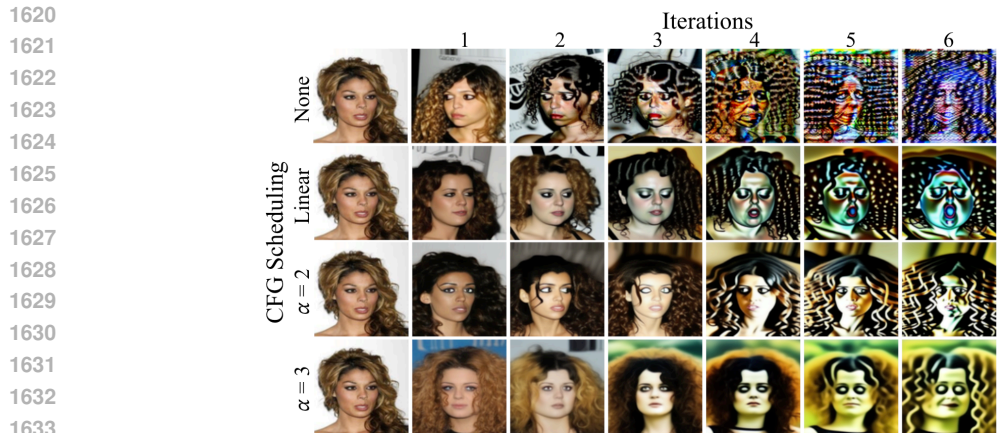 1620
1621
1622
1623
1624
1625
1626
1627
1628
1629
1630
1631
1632
1633
Iterations
1 2 3 4 5 6
CFG Scheduling
None
Linear
α = 2
α = 3